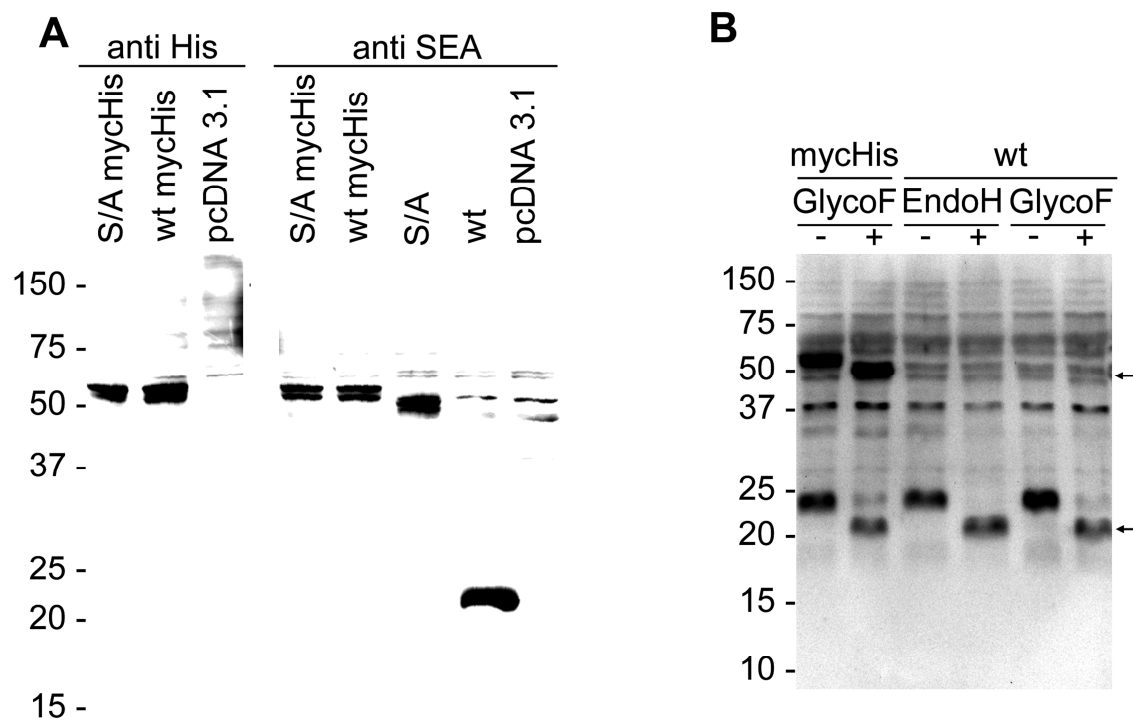 A
anti His
anti SEA
S/A mycHis
wt mycHis
pcDNA 3.1
S/A mycHis
wt mycHis
S/A
wt
pcDNA 3.1
150 -
75 -
50 -
37 -
25 -
20 -
15 -
B
mycHis wt
GlycoF EndoH GlycoF
- + - + - +
150 -
75 -
50 -
37 -
25 -
20 -
15 -
10 -